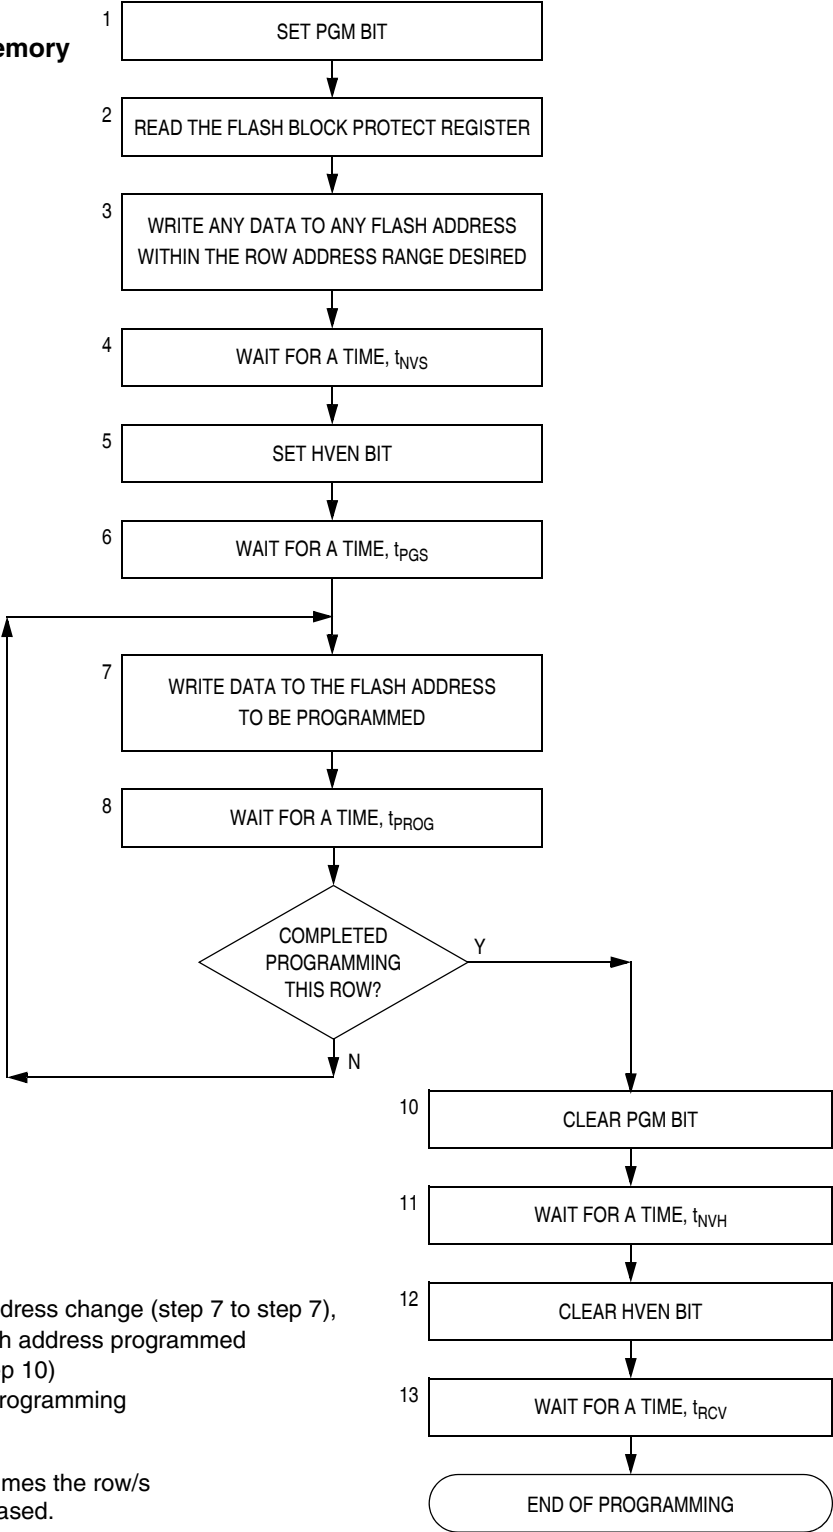 1
SET PGM BIT
emory
2
READ THE FLASH BLOCK PROTECT REGISTER
3
WRITE ANY DATA TO ANY FLASH ADDRESS
WITHIN THE ROW ADDRESS RANGE DESIRED
4
WAIT FOR A TIME, tNVS
5
SET HVEN BIT
6
WAIT FOR A TIME, tPGS
7
WRITE DATA TO THE FLASH ADDRESS
TO BE PROGRAMMED
8
WAIT FOR A TIME, tPROG
COMPLETED
PROGRAMMING
THIS ROW?
Y
N
10
CLEAR PGM BIT
11
WAIT FOR A TIME, tNVH
12
CLEAR HVEN BIT
13
WAIT FOR A TIME, tRCV
END OF PROGRAMMING
dress change (step 7 to step 7),
h address programmed
p 10)
rogramming
mes the row/s
ased.